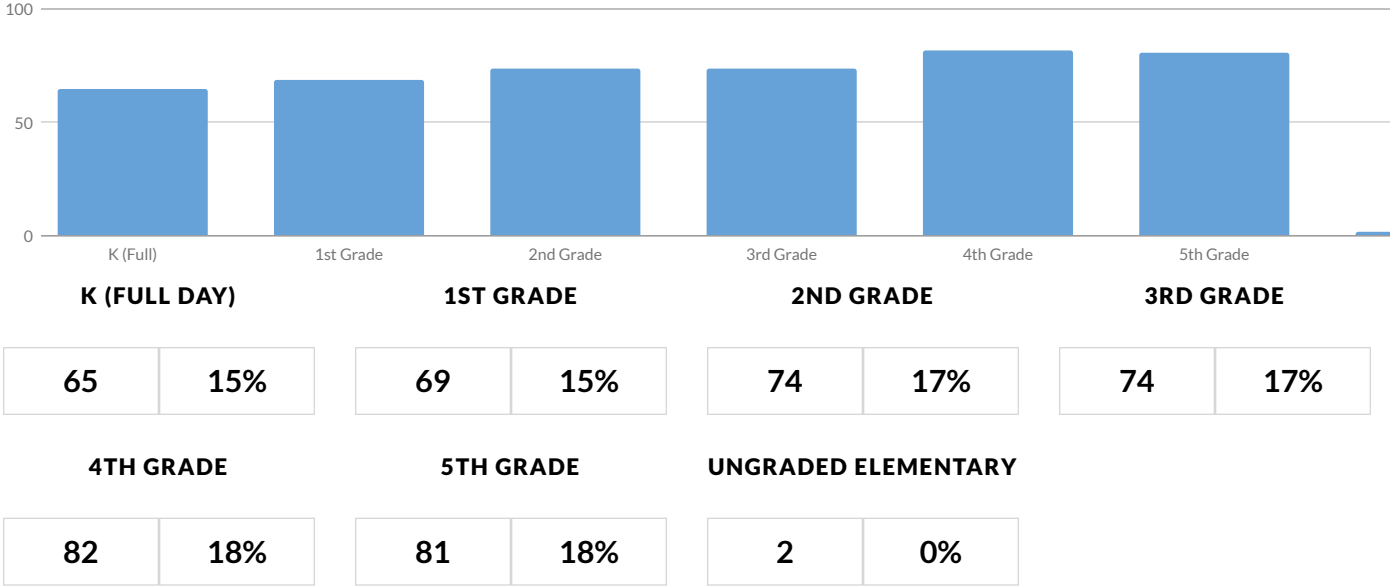 100
50
0
K (Full) 1st Grade 2nd Grade 3rd Grade 4th Grade 5th Grade
K (FULL DAY) 1ST GRADE 2ND GRADE 3RD GRADE
65 15% 69 15% 74 17% 74 17%
4TH GRADE 5TH GRADE UNGRADED ELEMENTARY
82 18% 81 18% 2 0%